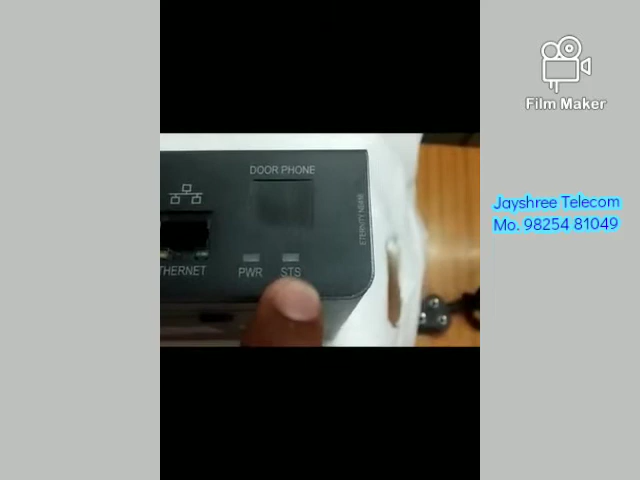 Film Maker
DOOR PHONE
Jayshree Telecom
Mo. 98254 81049
THERNET
PWR
STS